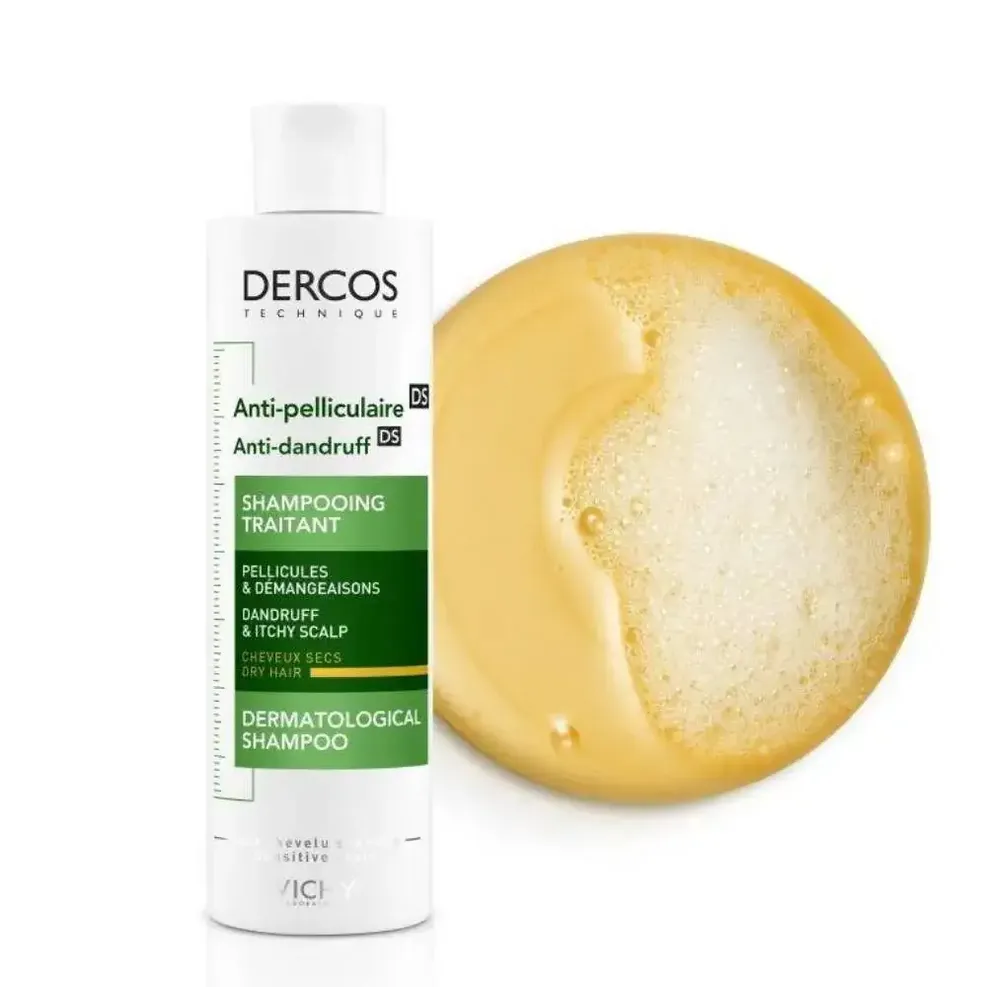 DERCOS
TECHNIQUE
Anti-pelliculaire DS
Anti-dandruff DS
SHAMPOOING
TRAITANT
PELLICULES
& DÉMANGEAISONS
DANDRUFF
& ITCHY SCALP
CHEVEUX SECS
DRY HAIR
DERMATOLOGICAL
SHAMPOO
VICHY